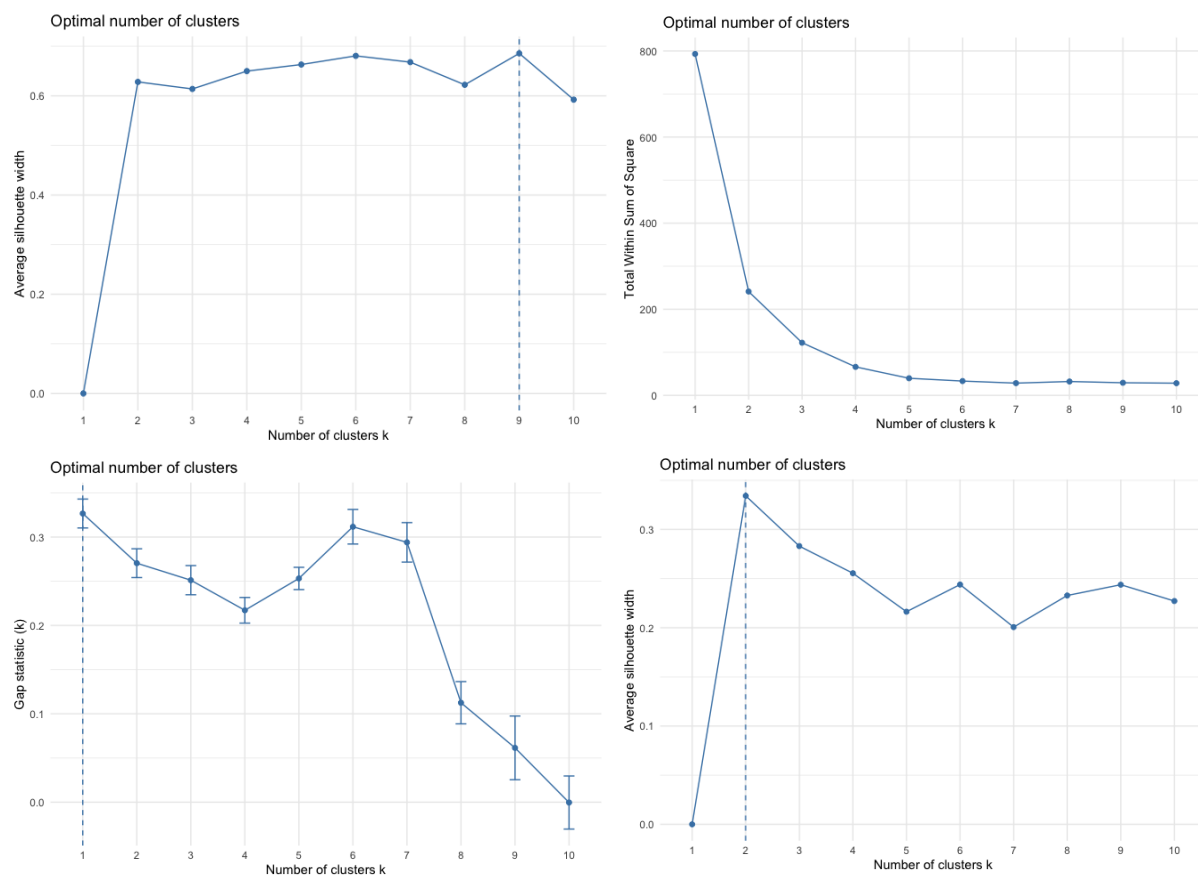 Optimal number of clusters
Average silhouette width
0.6
0.4
0.2
0.0
1 2 3 4 5 6 7 8 9 10
Number of clusters k
Optimal number of clusters
Total Within Sum of Square
800
600
400
200
0
1 2 3 4 5 6 7 8 9 10
Number of clusters k
Optimal number of clusters
Gap statistic (k)
0.3
0.2
0.1
0.0
1 2 3 4 5 6 7 8 9 10
Number of clusters k
Optimal number of clusters
Average silhouette width
0.3
0.2
0.1
0.0
1 2 3 4 5 6 7 8 9 10
Number of clusters k